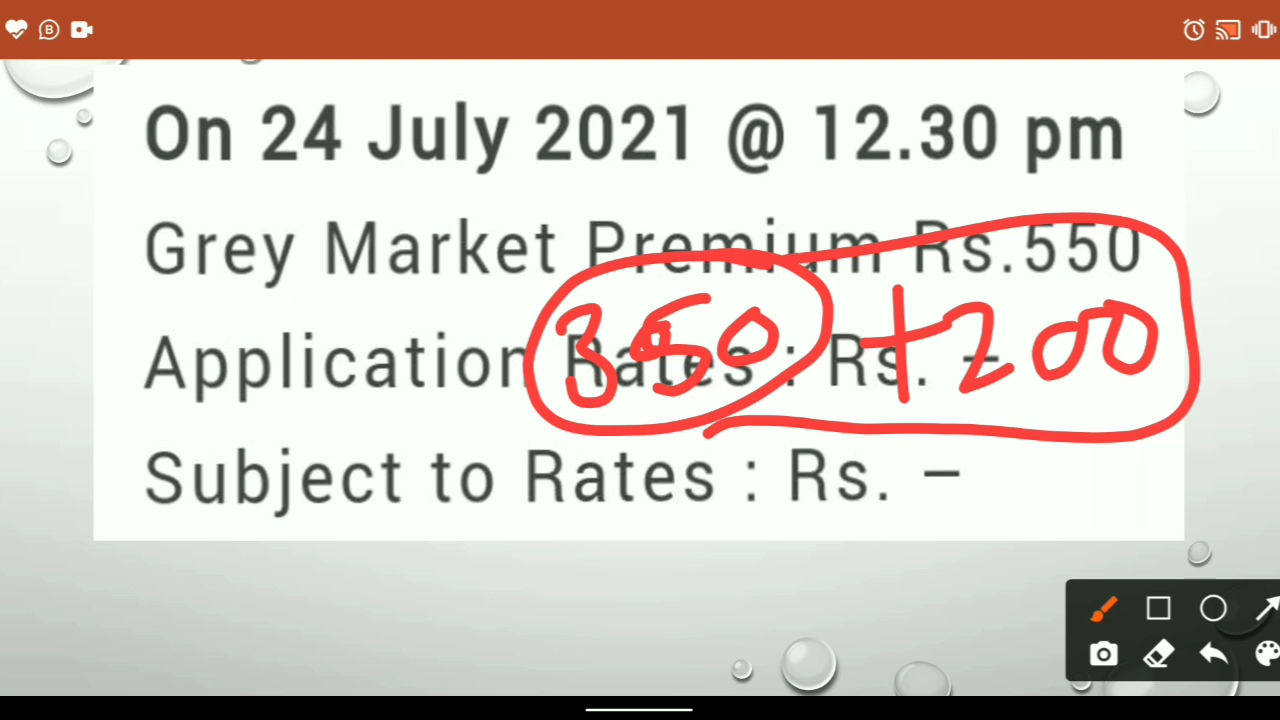 On 24 July 2021 @ 12.30 pm
Grey Market Premium Rs.550
350 +200
Application Rates : Rs. –
Subject to Rates : Rs. –